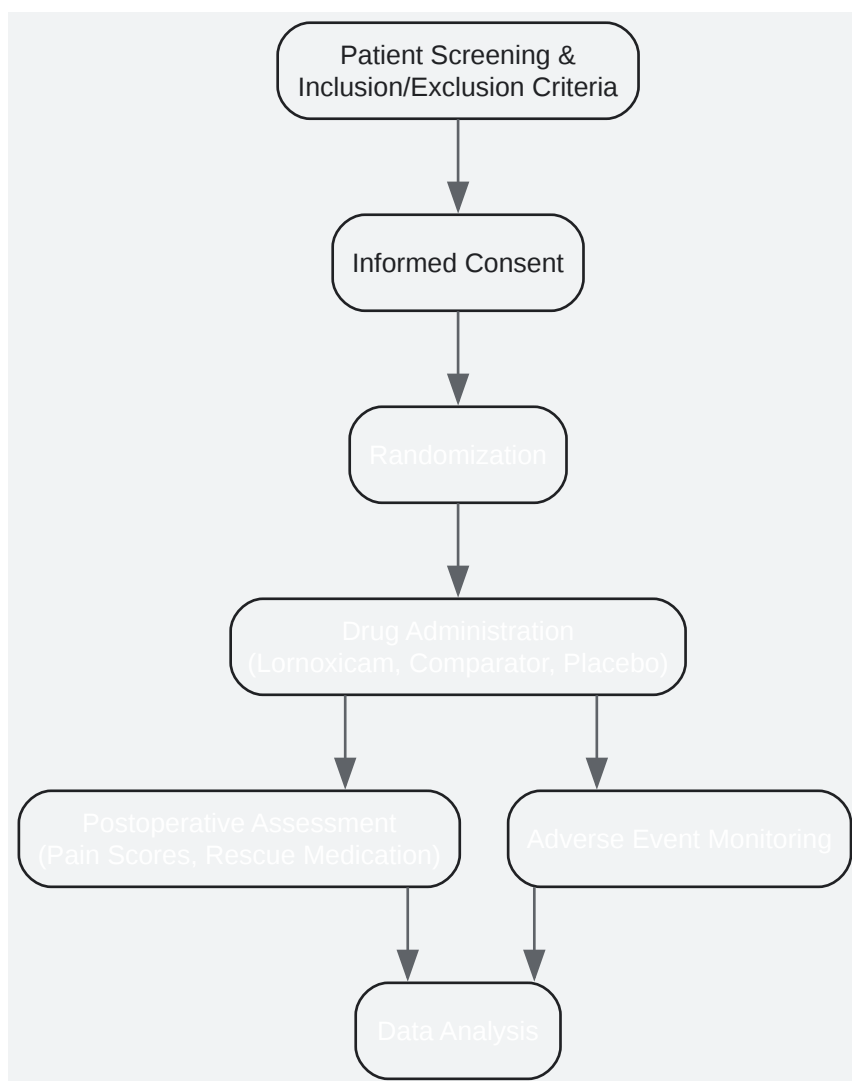 Patient Screening &
Inclusion/Exclusion Criteria
Informed Consent
Randomization
Drug Administration
(Lornoxicam, Comparator, Placebo)
Postoperative Assessment
(Pain Scores, Rescue Medication)
Adverse Event Monitoring
Data Analysis